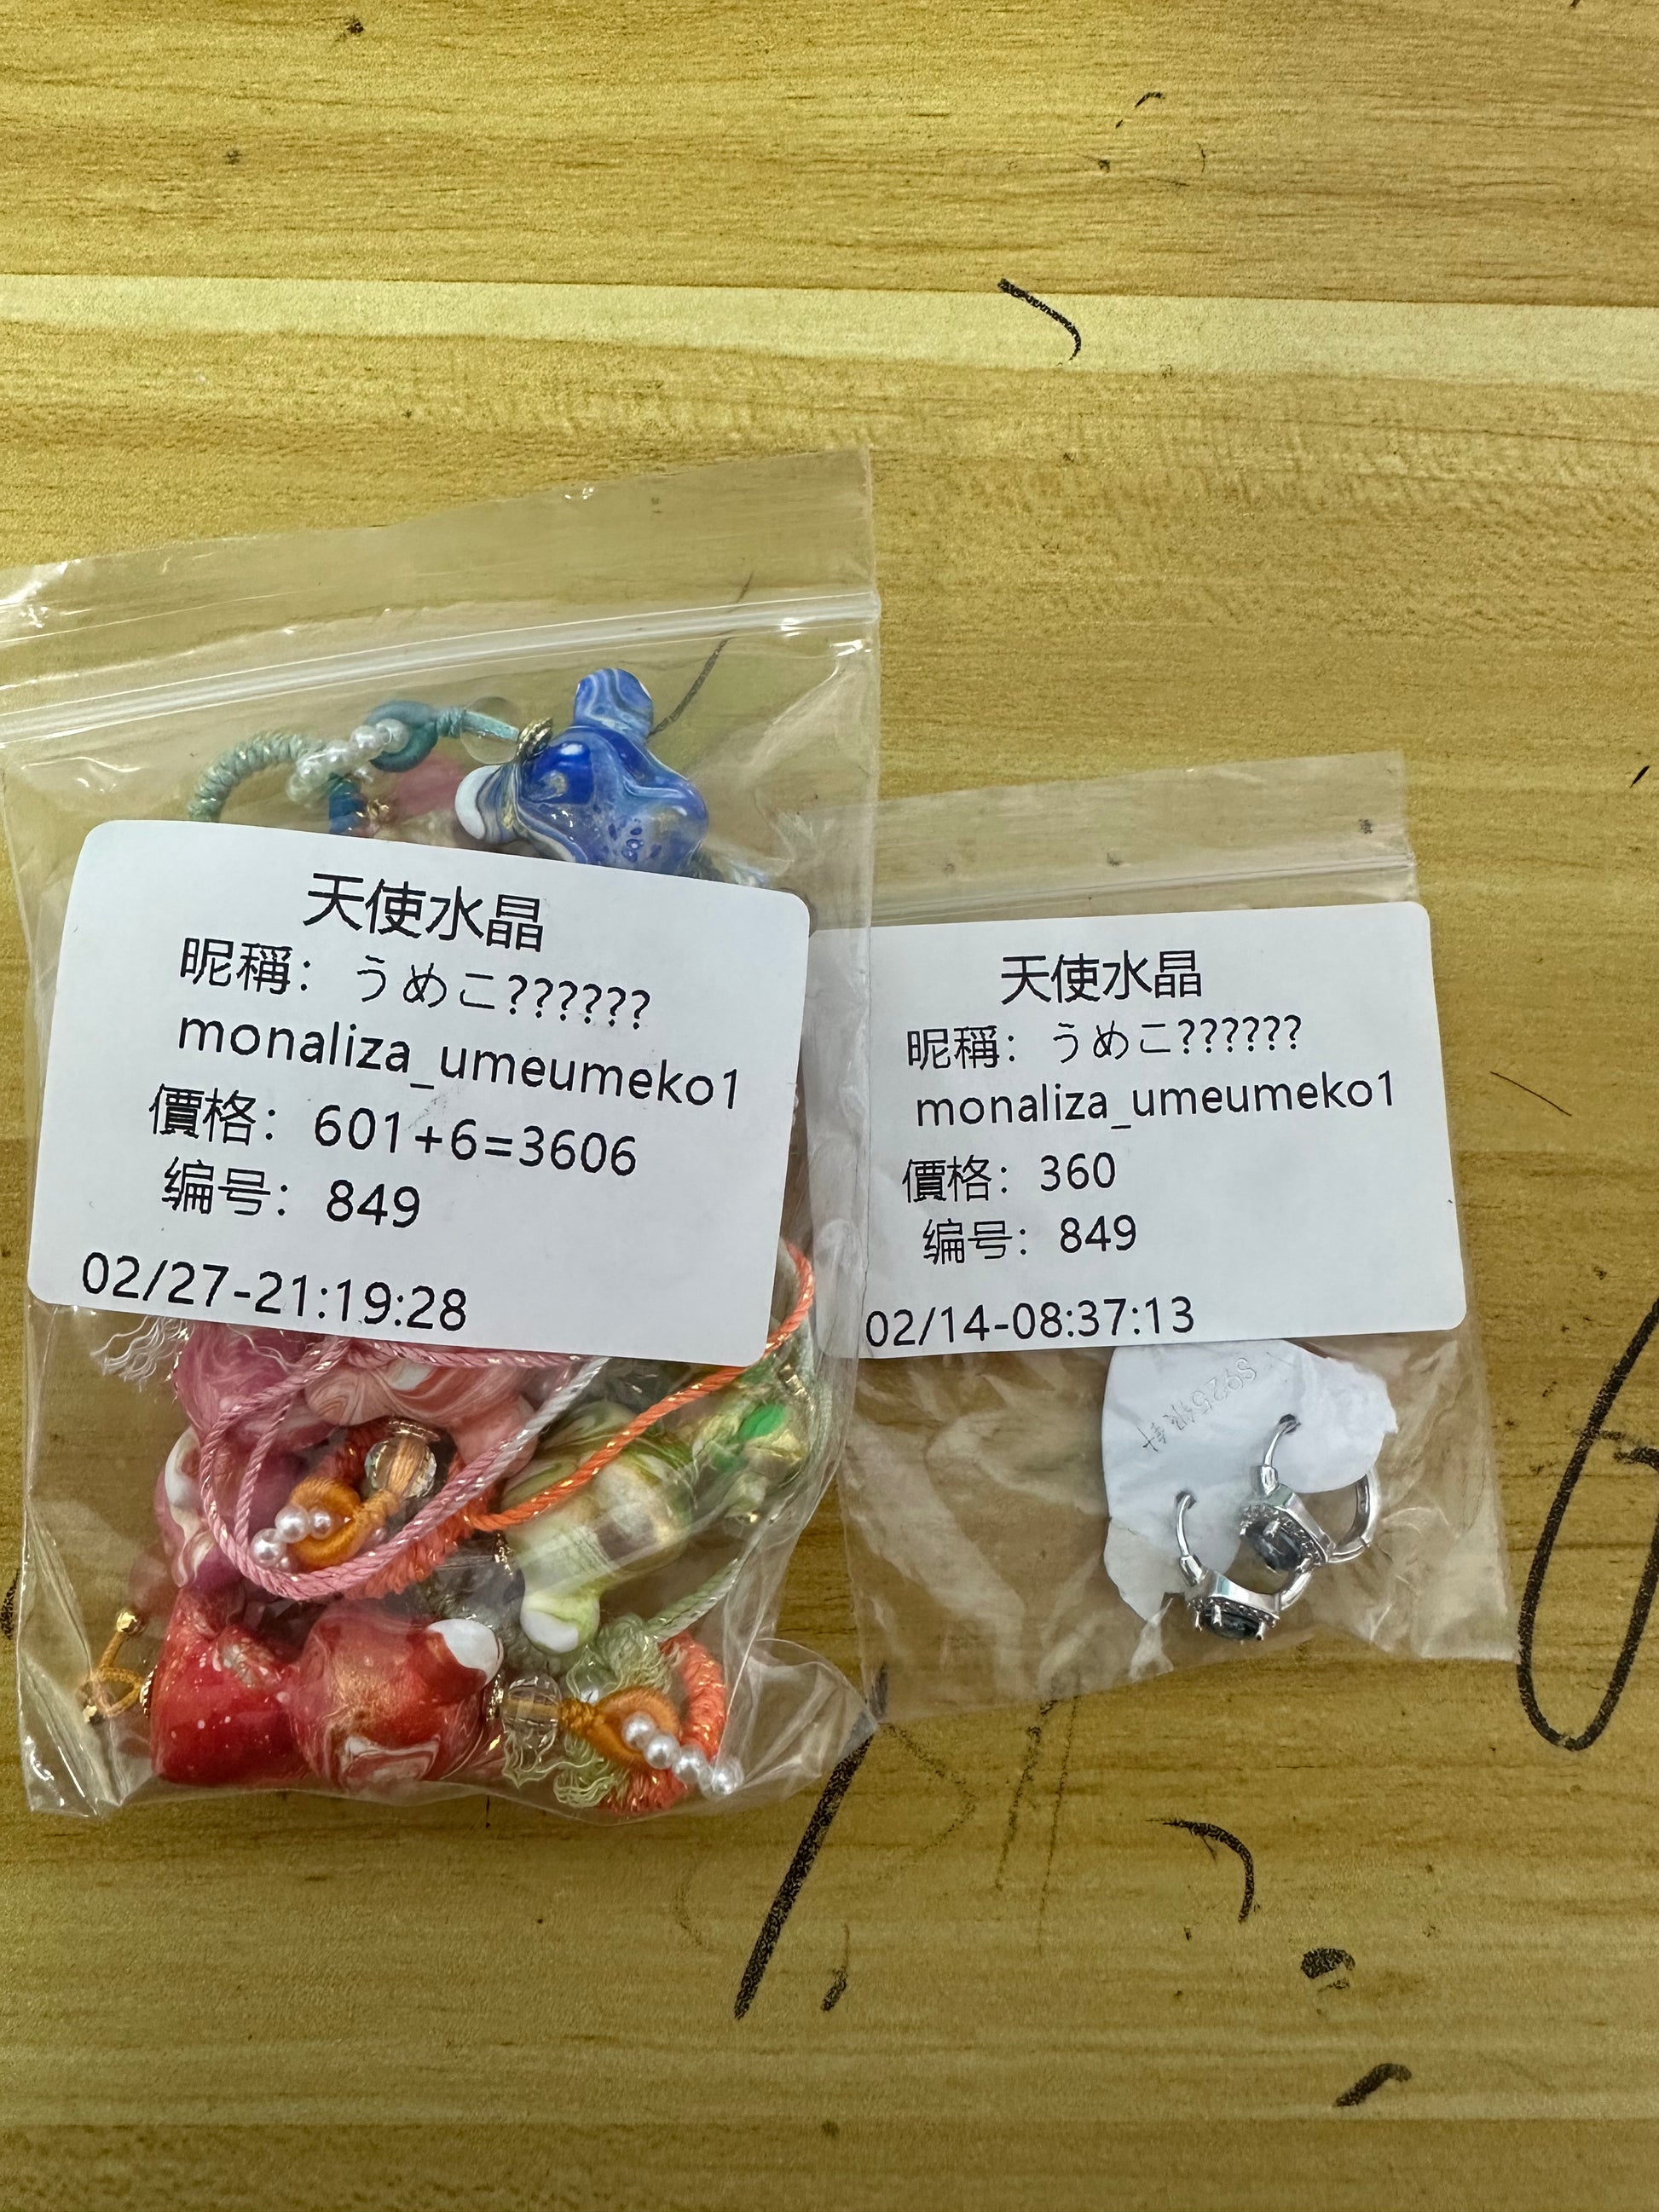 天使水晶
昵稱：うめこ??????
monaliza_umeumeko1
價格：601+6=3606
编号：849
02/27-21:19:28
天使水晶
昵稱：うめこ??????
monaliza_umeumeko1
價格：360
编号：849
02/14-08:37:13